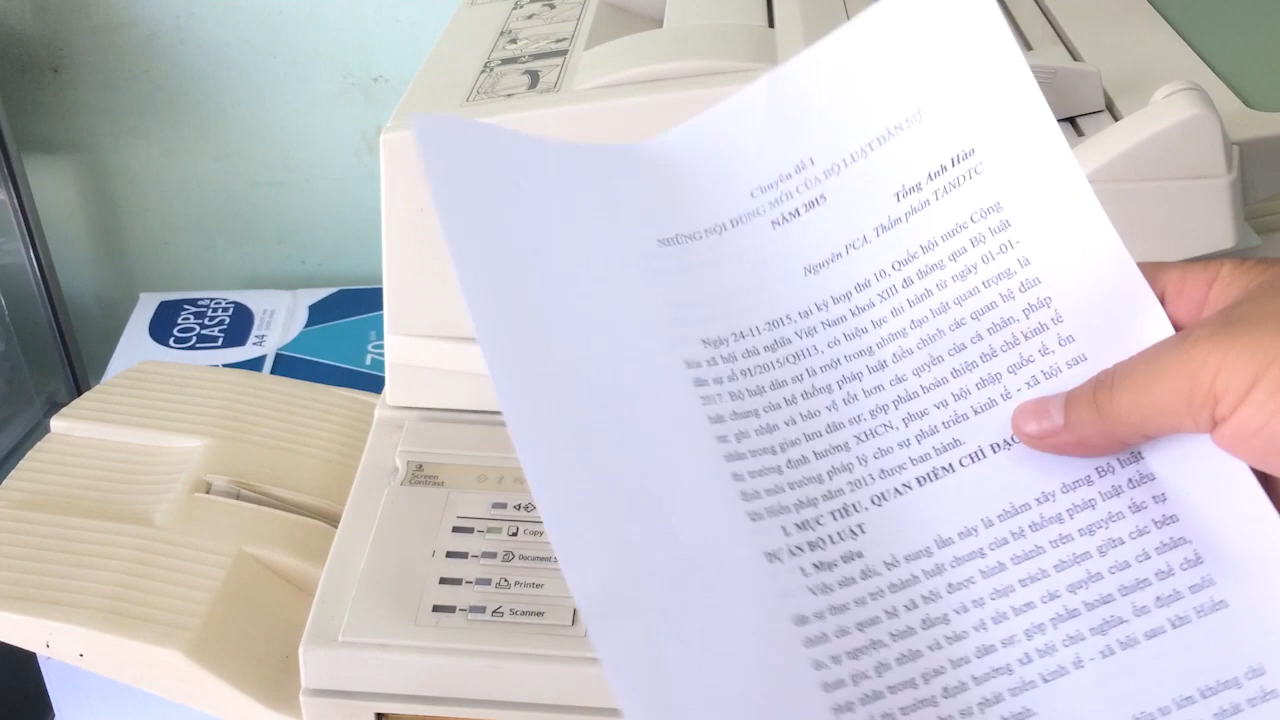 COPY &
LASER
A4
70
Screen
Contrast
Copy
Document S
Printer
Scanner
Chuyên đề 1
NHỮNG NỘI DUNG MỚI CỦA BỘ LUẬT DÂN SỰ
NĂM 2015
Tống Anh Hào
Nguyên PCA, Thẩm phán TANDTC
Ngày 24-11-2015, tại kỳ họp thứ 10, Quốc hội nước Cộng
hòa xã hội chủ nghĩa Việt Nam khoá XIII đã thông qua Bộ luật
dân sự số 91/2015/QH13, có hiệu lực thi hành từ ngày 01-01-
2017. Bộ luật dân sự là một trong những đạo luật quan trọng, là
luật chung của hệ thống pháp luật điều chỉnh các quan hệ dân
sự; ghi nhận và bảo vệ tốt hơn các quyền của cá nhân, pháp
nhân trong giao lưu dân sự; góp phần hoàn thiện thể chế kinh tế
thị trường định hướng XHCN, phục vụ hội nhập quốc tế, ổn
định môi trường pháp lý cho sự phát triển kinh tế - xã hội sau
khi Hiến pháp năm 2013 được ban hành.
I. MỤC TIÊU, QUAN ĐIỂM CHỈ ĐẠO
DỰ ÁN BỘ LUẬT
1. Mục tiêu
Việc sửa đổi, bổ sung lần này là nhằm xây dựng Bộ luật
dân sự thực sự trở thành luật chung của hệ thống pháp luật điều
chỉnh các quan hệ xã hội được hình thành trên nguyên tắc tự
do, tự nguyện, bình đẳng và tự chịu trách nhiệm giữa các bên
tham gia; ghi nhận và bảo vệ tốt hơn các quyền của cá nhân,
pháp nhân trong giao lưu dân sự; góp phần hoàn thiện thể chế
kinh tế thị trường định hướng xã hội chủ nghĩa, ổn định môi
cho sự phát triển kinh tế - xã hội sau khi Hiến
hành.
to lớn không chỉ
phát triển